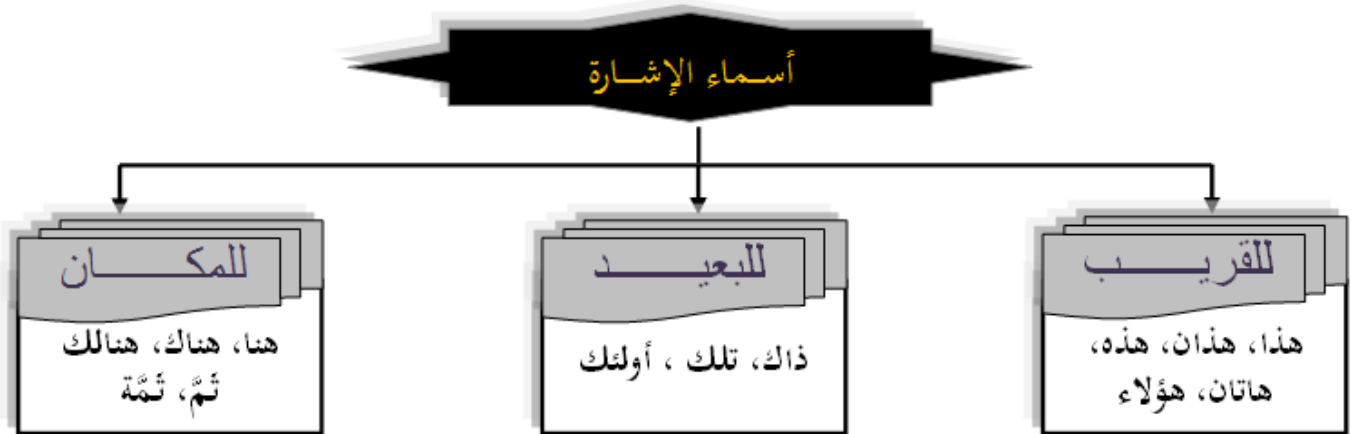 أسماء الإشارة
للقريب
هذا، هذان، هذه،
هاتان، هؤلاء
للبعيد
ذاك، تلك ، أولئك
للمكان
هنا، هناك، هنالك
ثَمَّ، ثَمَّة